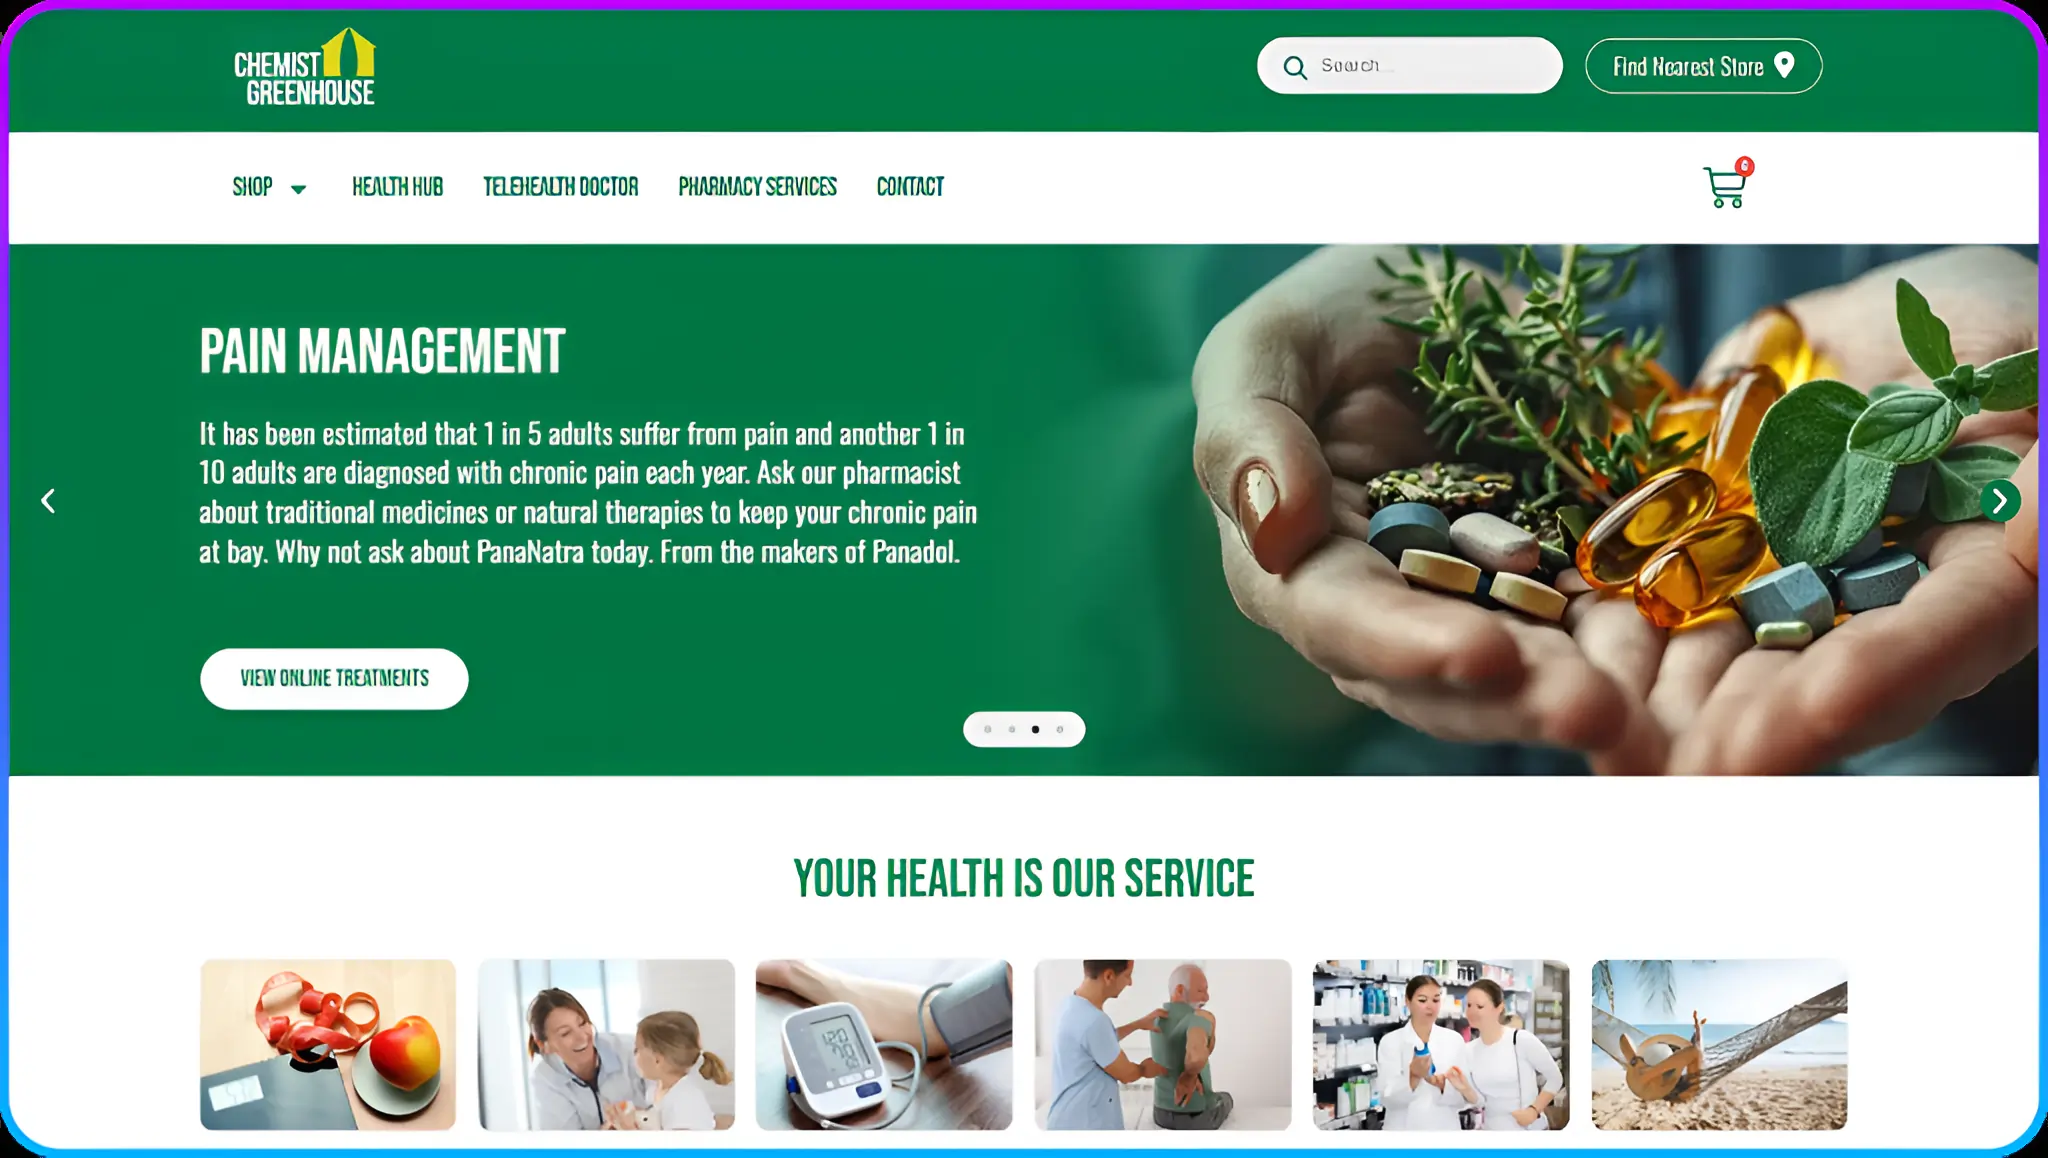 CHEMIST
GREENHOUSE
Search...
Find Nearest Store
SHOP
HEALTH HUB
TELEHEALTH DOCTOR
PHARMACY SERVICES
CONTACT
PAIN MANAGEMENT
It has been estimated that 1 in 5 adults suffer from pain and another 1 in
10 adults are diagnosed with chronic pain each year. Ask our pharmacist
about traditional medicines or natural therapies to keep your chronic pain
at bay. Why not ask about PanaNatra today. From the makers of Panadol.
VIEW ONLINE TREATMENTS
YOUR HEALTH IS OUR SERVICE